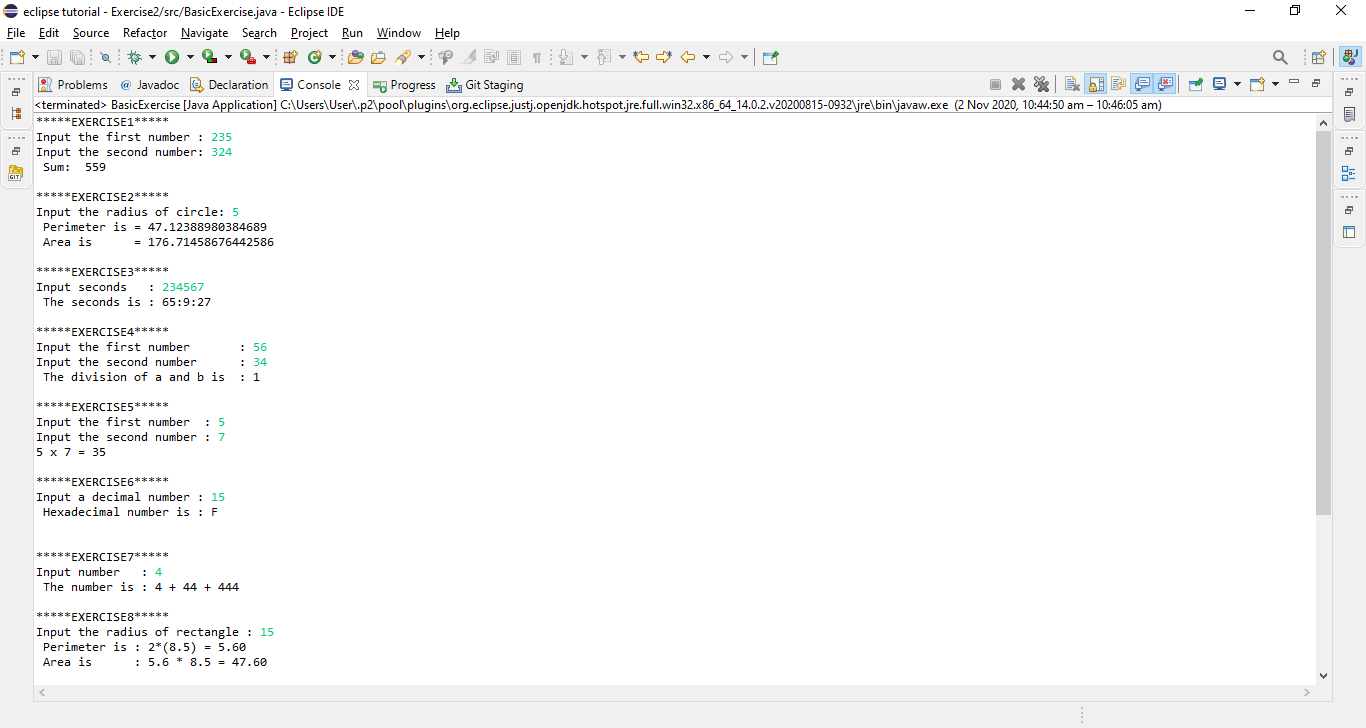 eclipse tutorial - Exercise2/src/BasicExercise.java - Eclipse IDE
File Edit Source Refactor Navigate Search Project Run Window Help
Problems @ Javadoc Declaration Console Progress Git Staging
<terminated> BasicExercise [Java Application] C:\Users\User\.p2\pool\plugins\org.eclipse.justj.openjdk.hotspot.jre.full.win32.x86_64_14.0.2.v20200815-0932\jre\bin\javaw.exe (2 Nov 2020, 10:44:50 am – 10:46:05 am)
*****EXERCISE1*****
Input the first number : 235
Input the second number: 324
 Sum:  559
*****EXERCISE2*****
Input the radius of circle: 5
 Perimeter is = 47.12388980384689
 Area is      = 176.71458676442586
*****EXERCISE3*****
Input seconds   : 234567
 The seconds is : 65:9:27
*****EXERCISE4*****
Input the first number       : 56
Input the second number      : 34
 The division of a and b is  : 1
*****EXERCISE5*****
Input the first number  : 5
Input the second number : 7
5 x 7 = 35
*****EXERCISE6*****
Input a decimal number : 15
 Hexadecimal number is : F
*****EXERCISE7*****
Input number   : 4
 The number is : 4 + 44 + 444
*****EXERCISE8*****
Input the radius of rectangle : 15
 Perimeter is : 2*(8.5) = 5.60
 Area is      : 5.6 * 8.5 = 47.60
GIT